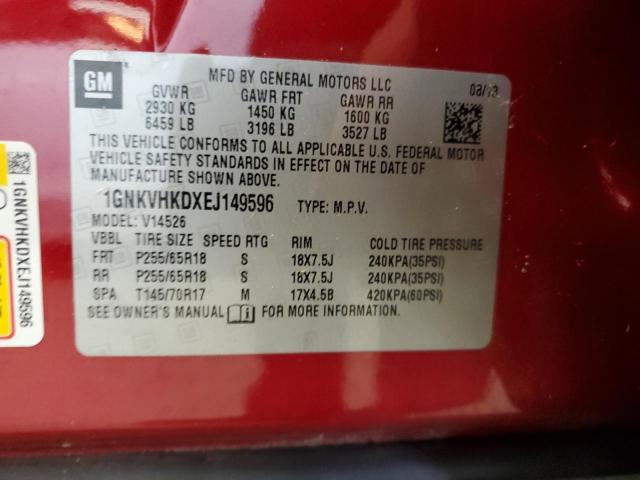 GM
MFD BY GENERAL MOTORS LLC
GVWR GAWR FRT GAWR RR
2930 KG 1450 KG 1600 KG
6459 LB 3196 LB 3527 LB
THIS VEHICLE CONFORMS TO ALL APPLICABLE U.S. FEDERAL MOTOR
VEHICLE SAFETY STANDARDS IN EFFECT ON THE DATE OF
MANUFACTURE SHOWN ABOVE.
1GNKVHKDXEJ149596 TYPE: M.P.V.
MODEL: V14526
VBBL TIRE SIZE SPEED RTG RIM COLD TIRE PRESSURE
FRT P255/65R18 S 18X7.5J 240KPA(35PSI)
RR P255/65R18 S 18X7.5J 240KPA(35PSI)
SPA T145/70R17 M 17X4.5B 420KPA(60PSI)
SEE OWNER'S MANUAL FOR MORE INFORMATION.
1GNKVHKDXEJ149596